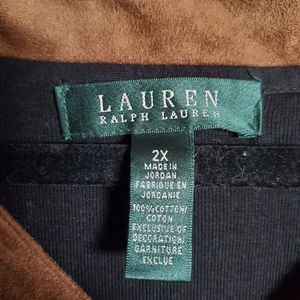 LAUREN
RALPH LAUREN
2X
MADE IN
JORDAN
FABRIQUE EN
JORDANIE
100% COTTON/
COTON
EXCLUSIVE OF
DECORATION/
GARNITURE
EXCLUE